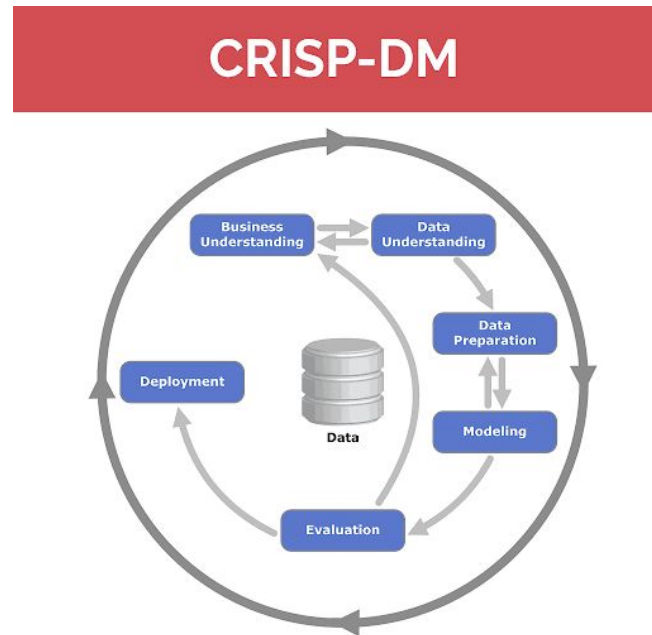 CRISP-DM
Business
Understanding
Data
Understanding
Data
Preparation
Modeling
Deployment
Data
Evaluation